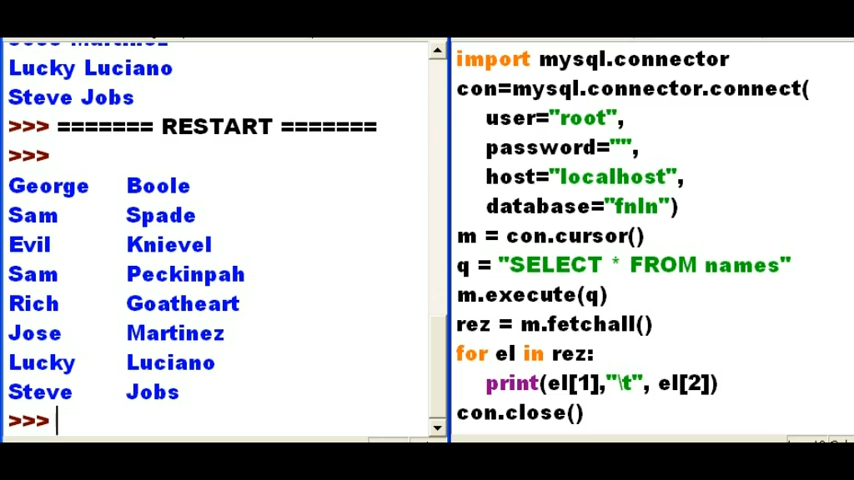 Jose Martinez
Lucky Luciano
Steve Jobs
>>> ======= RESTART =======
>>>
George Boole
Sam Spade
Evil Knievel
Sam Peckinpah
Rich Goatheart
Jose Martinez
Lucky Luciano
Steve Jobs
>>>
import mysql.connector
con=mysql.connector.connect(
user="root",
password="",
host="localhost",
database="fnln")
m = con.cursor()
q = "SELECT * FROM names"
m.execute(q)
rez = m.fetchall()
for el in rez:
print(el[1],"\t", el[2])
con.close()